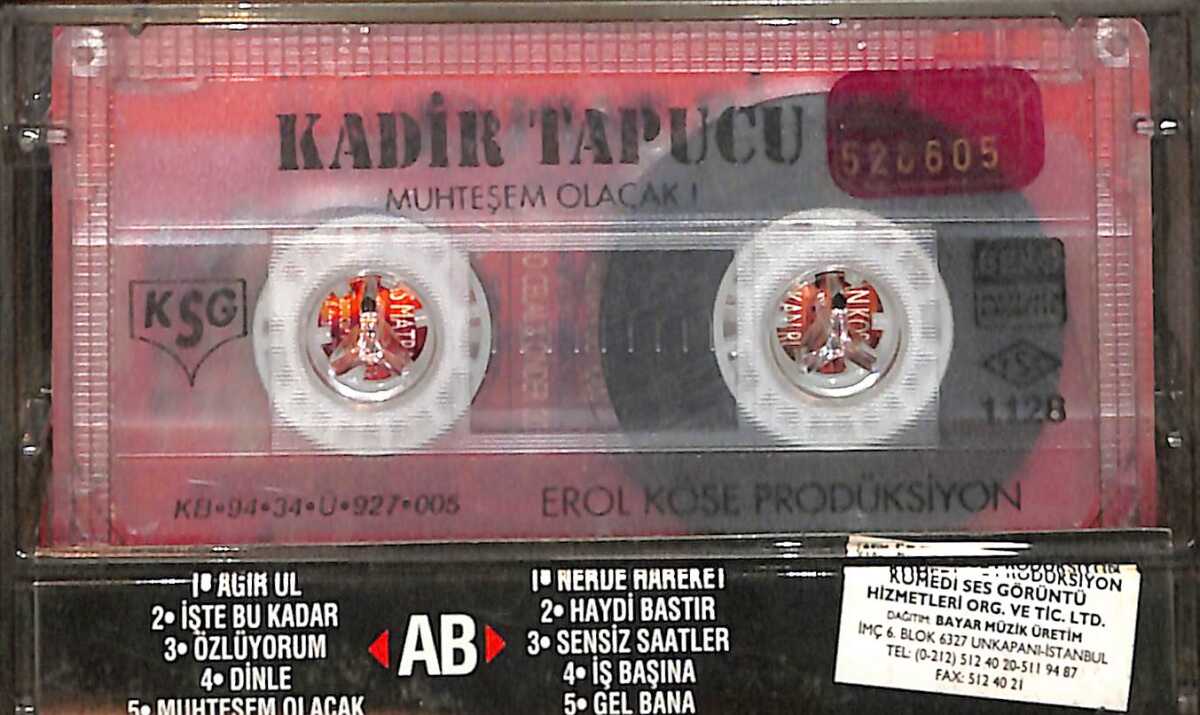 KADİR TAPUCU
MUHTEŞEM OLACAK !
605
KSG
1128
KB•94•34•Ü•927•005
EROL KÖSE PRODÜKSİYON
1• AĞIR OL
2• İŞTE BU KADAR
3• ÖZLÜYORUM
4• DİNLE
5• MUHTEŞEM OLACAK
AB
1• NERDE HAREKET
2• HAYDİ BASTIR
3• SENSİZ SAATLER
4• İŞ BAŞINA
5• GEL BANA
PRODÜKSİYON
KOMEDİ SES GÖRÜNTÜ
HİZMETLERİ ORG. VE TİC. LTD.
DAĞITIM: BAYAR MÜZİK ÜRETİM
İMÇ 6. BLOK 6327 UNKAPANI-İSTANBUL
TEL: (0-212) 512 40 20-511 94 87
FAX: 512 40 21